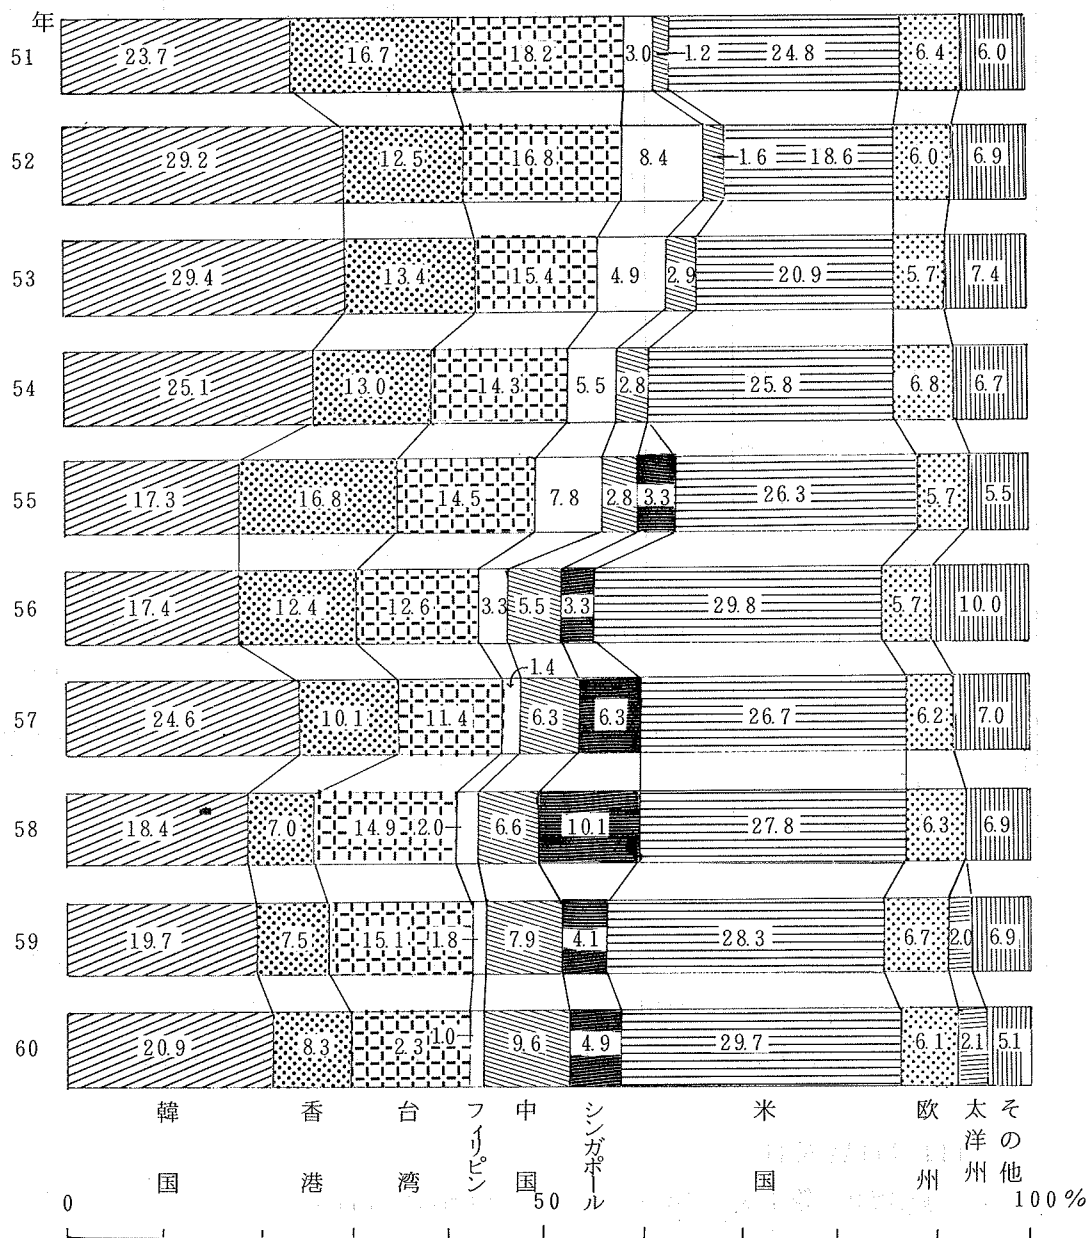 年
51 23.7 16.7 18.2 3.0 1.2 24.8 6.4 6.0
52 29.2 12.5 16.8 8.4 1.6 18.6 6.0 6.9
53 29.4 13.4 15.4 4.9 2.9 20.9 5.7 7.4
54 25.1 13.0 14.3 5.5 2.8 25.8 6.8 6.7
55 17.3 16.8 14.5 7.8 2.8 3.3 26.3 5.7 5.5
56 17.4 12.4 12.6 3.3 5.5 3.3 29.8 5.7 10.0
57 24.6 10.1 11.4 1.4 6.3 6.3 26.7 6.2 7.0
58 18.4 7.0 14.9 2.0 6.6 10.1 27.8 6.3 6.9
59 19.7 7.5 15.1 1.8 7.9 4.1 28.3 6.7 2.0 6.9
60 20.9 8.3 2.3 1.0 9.6 4.9 29.7 6.1 2.1 5.1
韓国 香港 台湾 フィリピン 中国 シンガポール 米国 欧州 太洋州 その他
0 50 100%